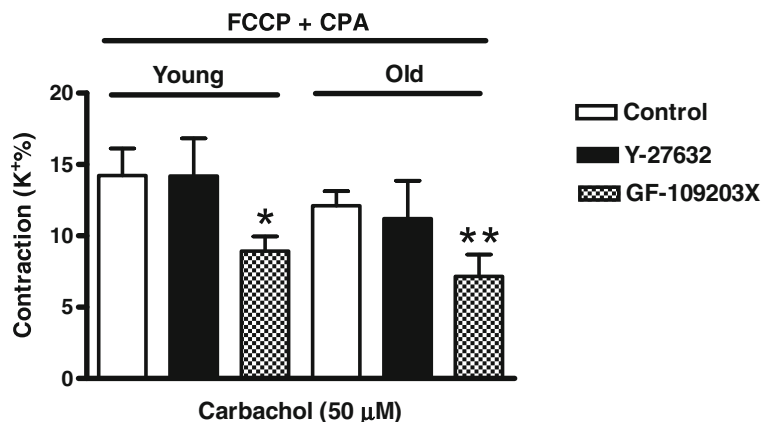 FCCP + CPA
Young
Old
20
15
10
5
0
Contraction (K⁺%)
*
**
Control
Y-27632
GF-109203X
Carbachol (50 µM)